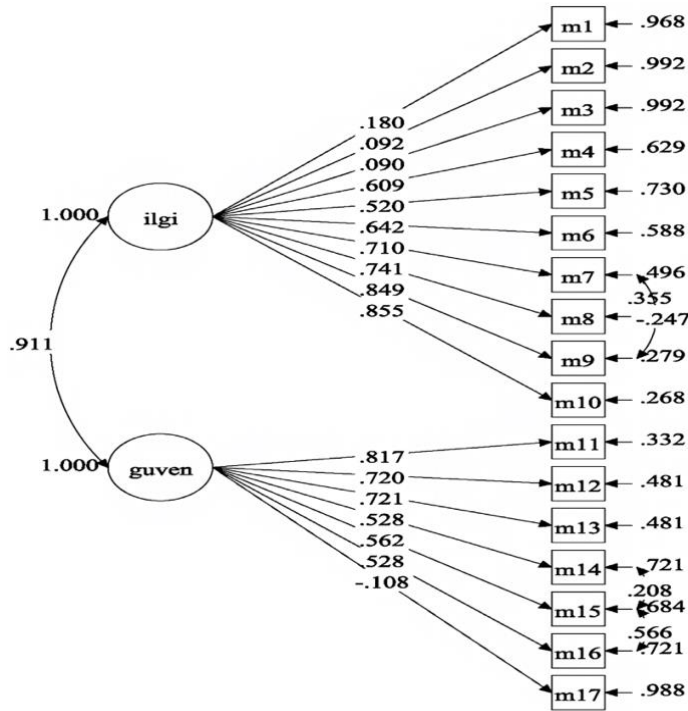 m1 .968
m2 .992
m3 .992
.180
m4 .629
.092
.090
.609
m5 .730
.520
1.000 ilgi
.642
m6 .588
.710
.741
m7 .496
.849
.355
.855
m8 -.247
.911
m9 .279
m10 .268
m11 .332
.817
1.000 guven
.720
m12 .481
.721
.528
m13 .481
.562
.528
m14 .721
-.108
.208
m15 .684
.566
m16 .721
m17 .988